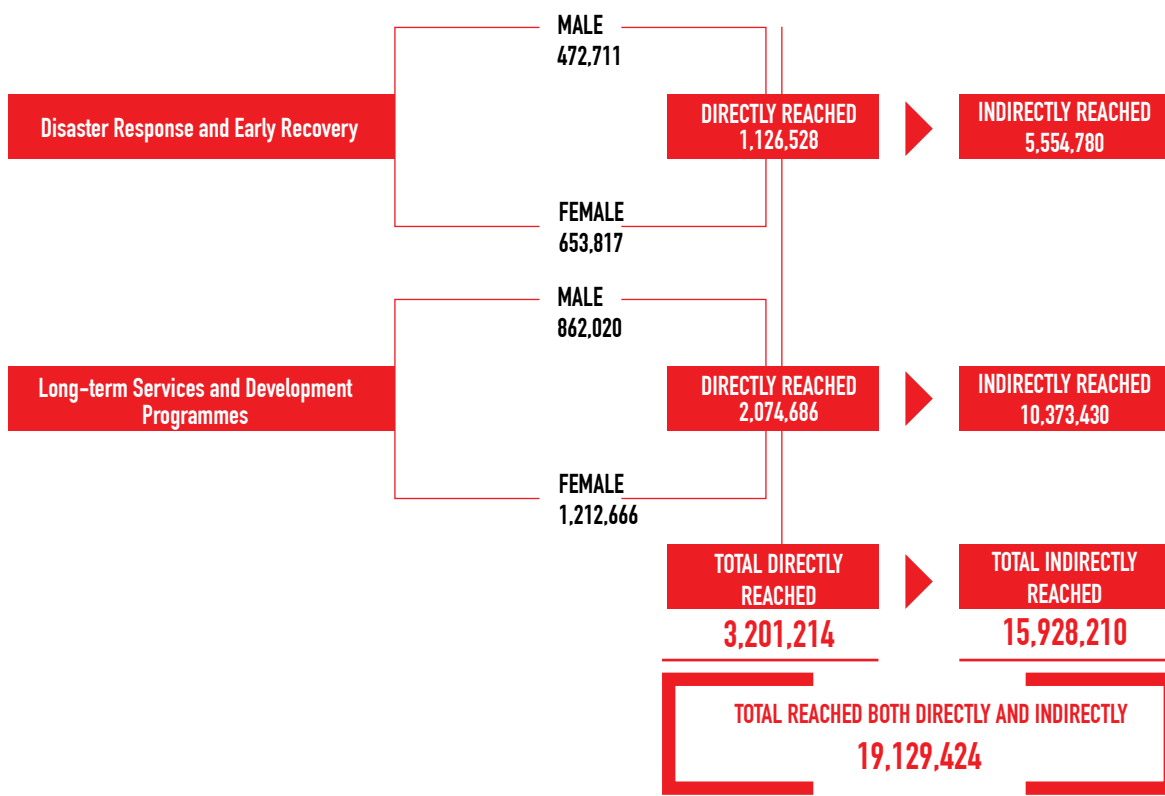 MALE
472,711
Disaster Response and Early Recovery
DIRECTLY REACHED
1,126,528
INDIRECTLY REACHED
5,554,780
FEMALE
653,817
MALE
862,020
Long-term Services and Development
Programmes
DIRECTLY REACHED
2,074,686
INDIRECTLY REACHED
10,373,430
FEMALE
1,212,666
TOTAL DIRECTLY
REACHED
3,201,214
TOTAL INDIRECTLY
REACHED
15,928,210
TOTAL REACHED BOTH DIRECTLY AND INDIRECTLY
19,129,424